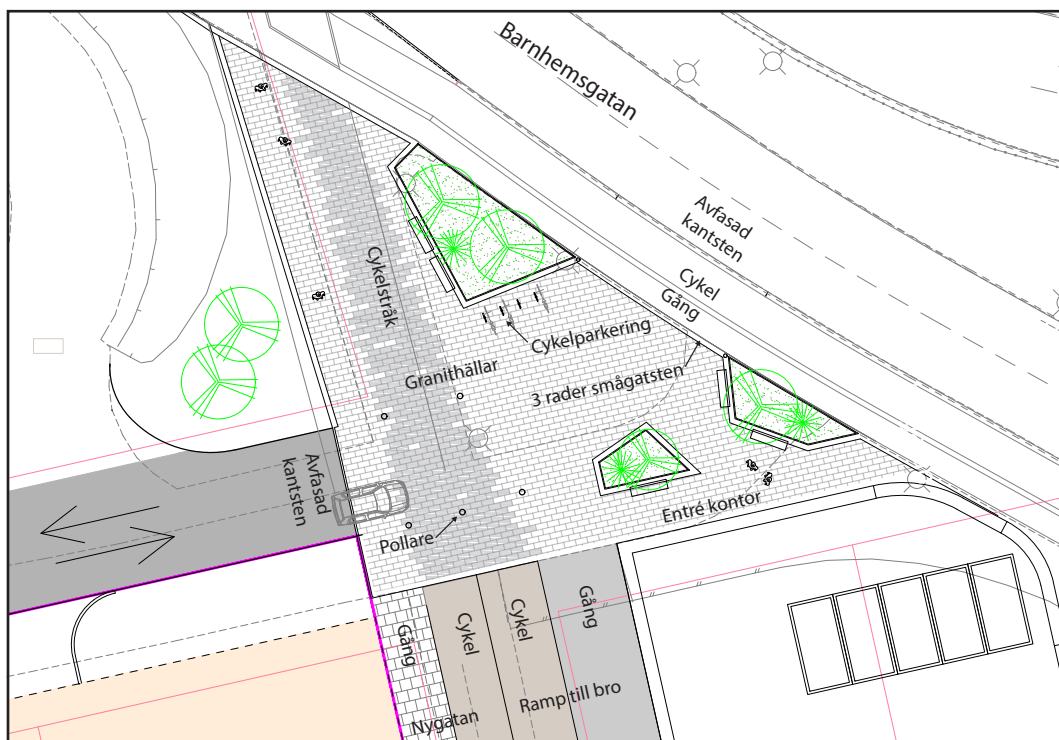 Barnhemsgatan
Avfasad
kantsten
Cykel
Gång
Cykelstråk
Cykelparkering
Granithällar
3 rader smågatsten
Avfasad
kantsten
Entré kontor
Pollare
Gång
Cykel
Cykel
Gång
Ramp till bro
Nygatan